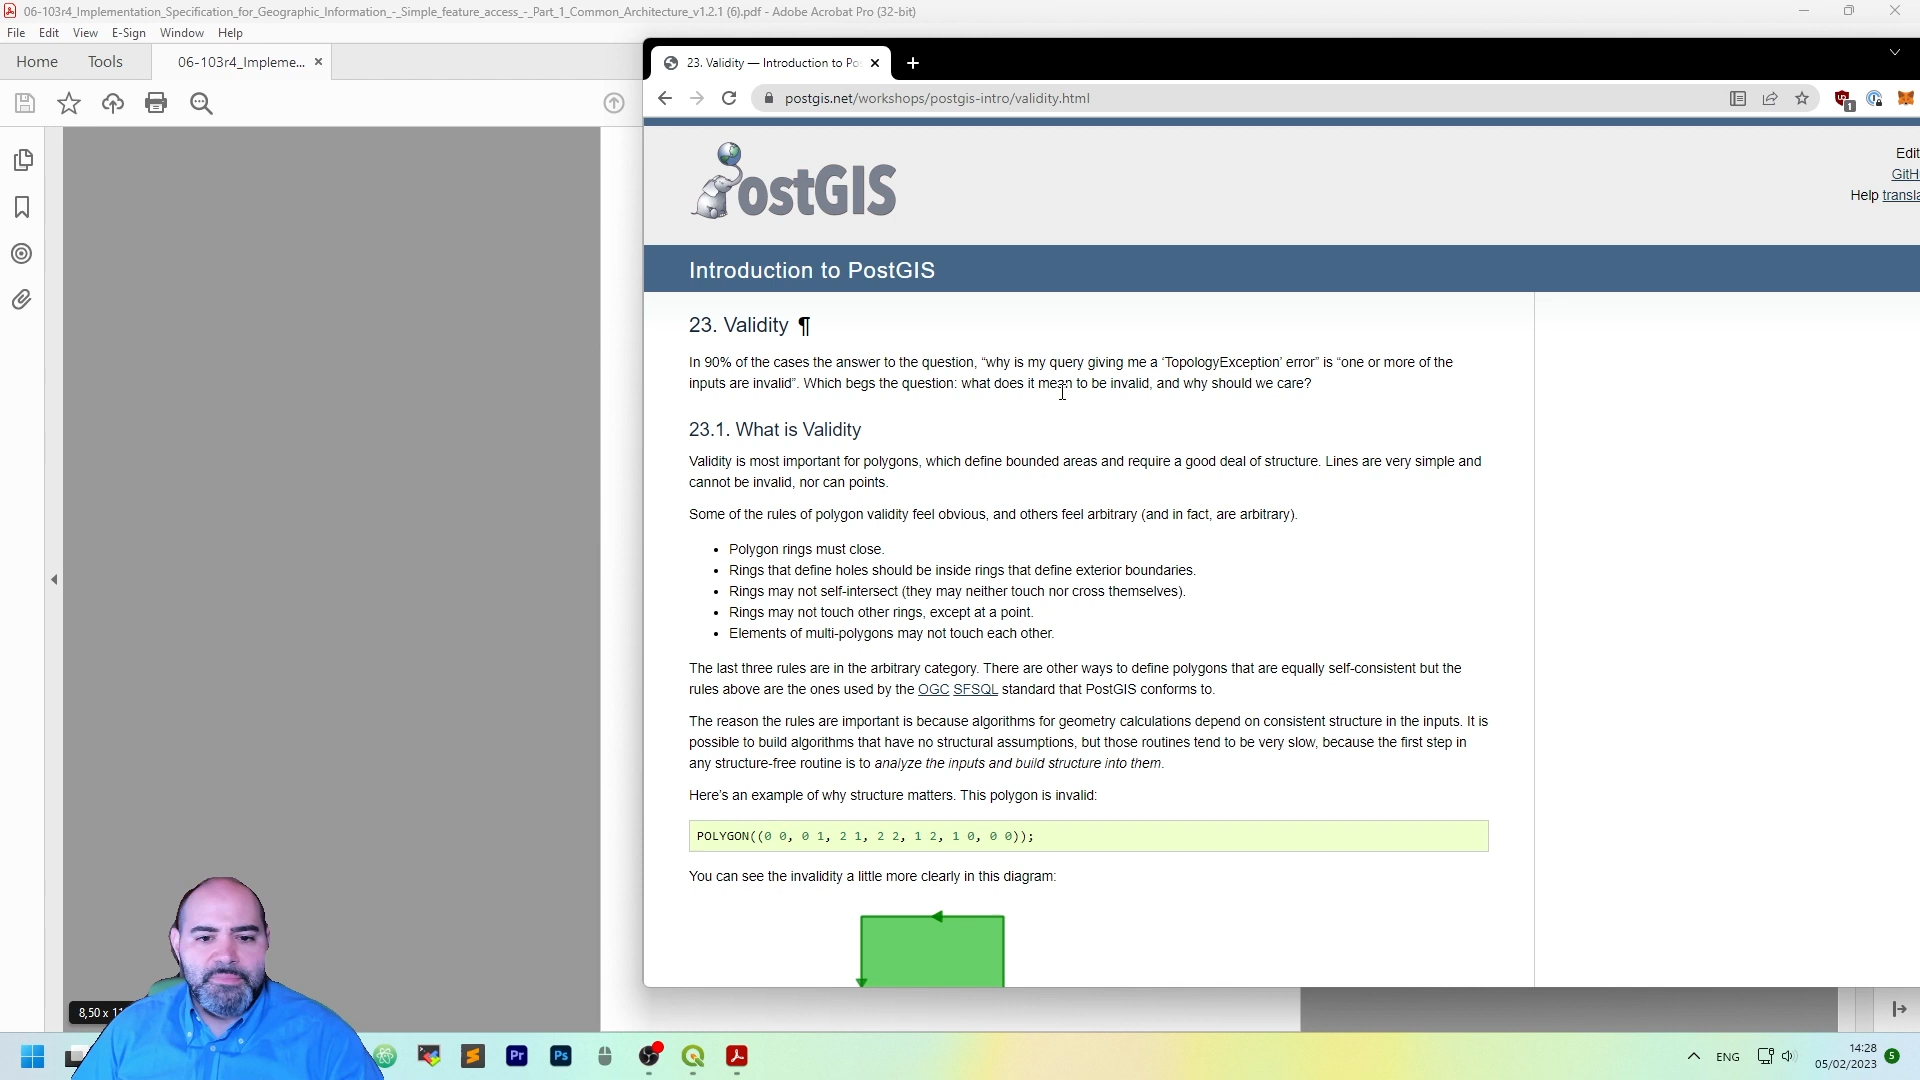 06-103r4_Implementation_Specification_for_Geographic_Information_-_Simple_feature_access_-_Part_1_Common_Architecture_v1.2.1 (6).pdf - Adobe Acrobat Pro (32-bit)
File Edit View E-Sign Window Help
Home Tools 06-103r4_Impleme... ×
23. Validity — Introduction to Po
postgis.net/workshops/postgis-intro/validity.html
1
PostGIS
Edit
GitH
Help transla
Introduction to PostGIS
23. Validity ¶
In 90% of the cases the answer to the question, “why is my query giving me a ‘TopologyException’ error” is “one or more of the
inputs are invalid”. Which begs the question: what does it mean to be invalid, and why should we care?
23.1. What is Validity
Validity is most important for polygons, which define bounded areas and require a good deal of structure. Lines are very simple and
cannot be invalid, nor can points.
Some of the rules of polygon validity feel obvious, and others feel arbitrary (and in fact, are arbitrary).
• Polygon rings must close.
• Rings that define holes should be inside rings that define exterior boundaries.
• Rings may not self-intersect (they may neither touch nor cross themselves).
• Rings may not touch other rings, except at a point.
• Elements of multi-polygons may not touch each other.
The last three rules are in the arbitrary category. There are other ways to define polygons that are equally self-consistent but the
rules above are the ones used by the OGC SFSQL standard that PostGIS conforms to.
The reason the rules are important is because algorithms for geometry calculations depend on consistent structure in the inputs. It is
possible to build algorithms that have no structural assumptions, but those routines tend to be very slow, because the first step in
any structure-free routine is to analyze the inputs and build structure into them.
Here’s an example of why structure matters. This polygon is invalid:
POLYGON((0 0, 0 1, 2 1, 2 2, 1 2, 1 0, 0 0));
You can see the invalidity a little more clearly in this diagram:
8,50 x 11
Pr
Ps
ENG
14:28
05/02/2023
5